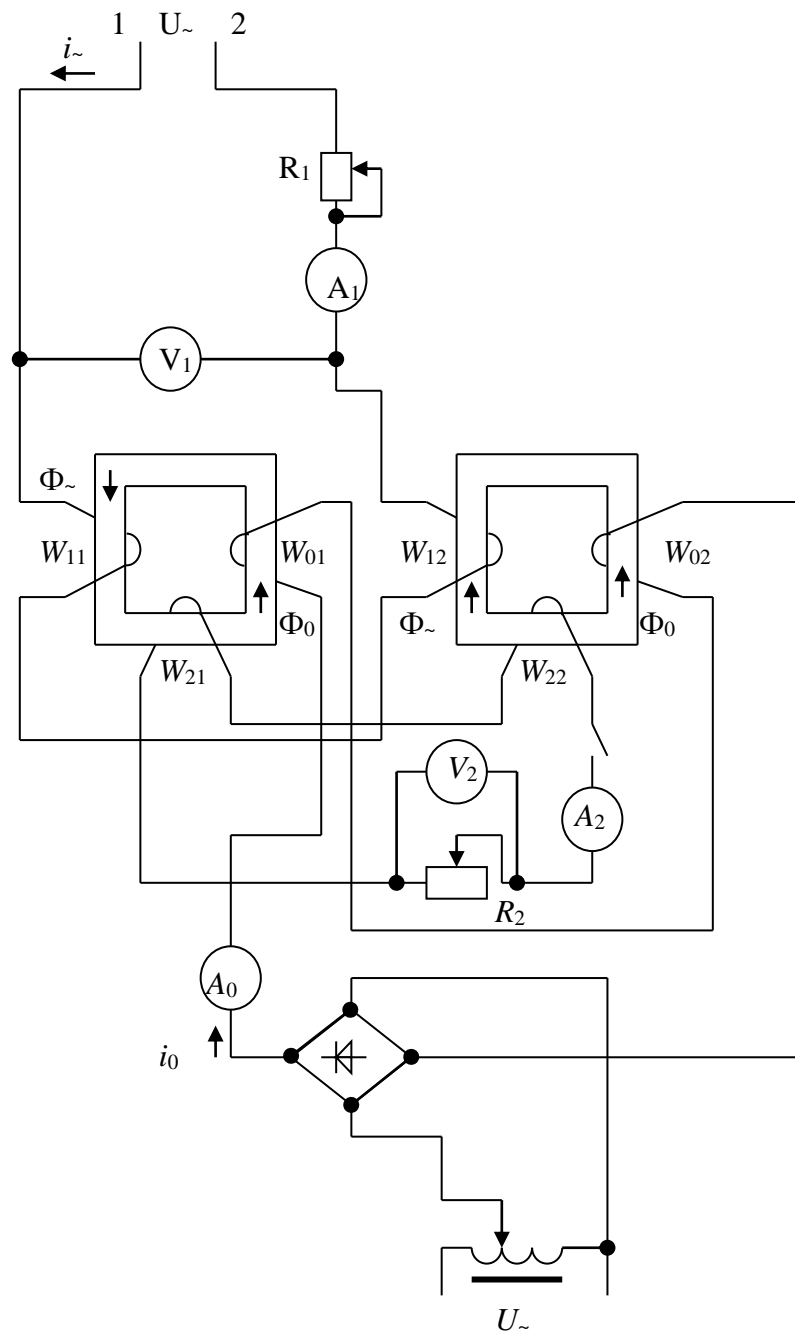 1 U~ 2
i~
R₁
A₁
V₁
Φ~
W₁₁ W₀₁ W₁₂ W₀₂
Φ₀ Φ~ Φ₀
W₂₁ W₂₂
V₂
A₂
R₂
A₀
i₀
U~